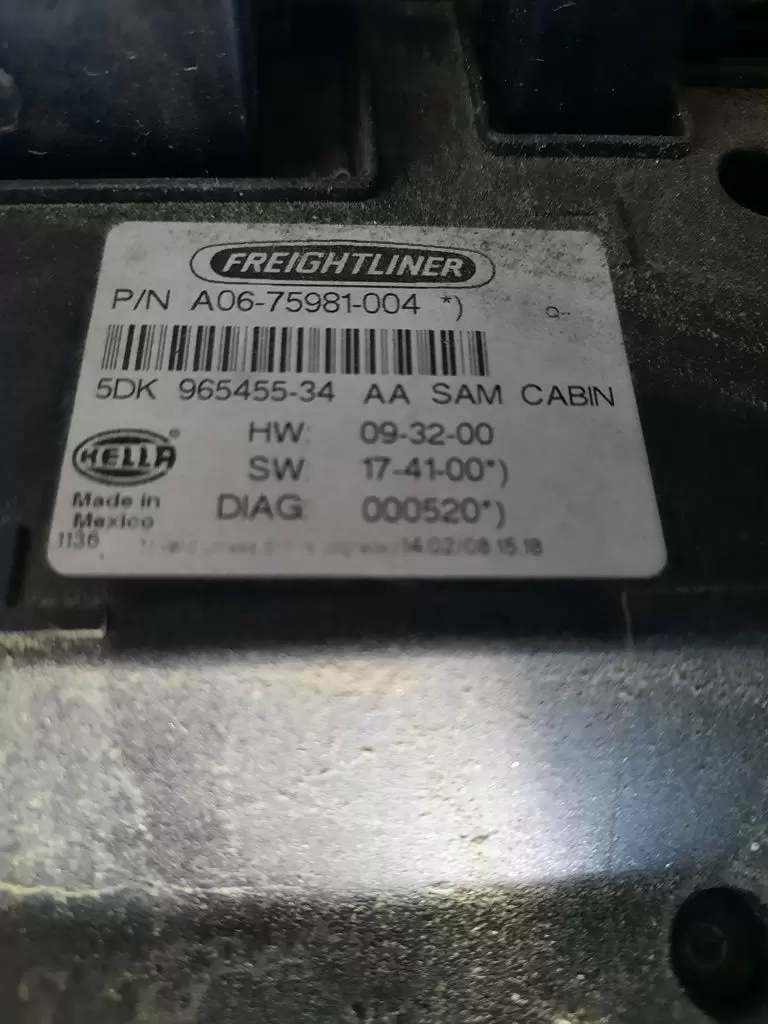 FREIGHTLINER
P/N A06-75981-004 *)
Q--
5DK 965455-34 AA SAM CABIN
HELLA ®
HW: 09-32-00
SW: 17-41-00*)
DIAG 000520*)
Made in
Mexico
1136 14/02/08 15:18